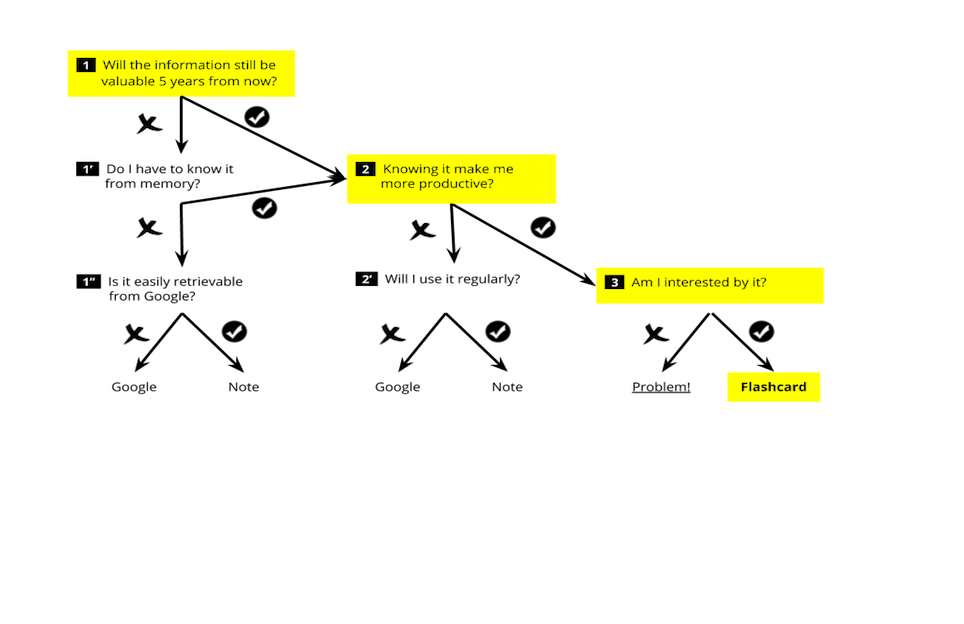 1 Will the information still be
valuable 5 years from now?
1’ Do I have to know it
from memory?
2 Knowing it make me
more productive?
1” Is it easily retrievable
from Google?
2’ Will I use it regularly?
3 Am I interested by it?
Google
Note
Google
Note
Problem!
Flashcard